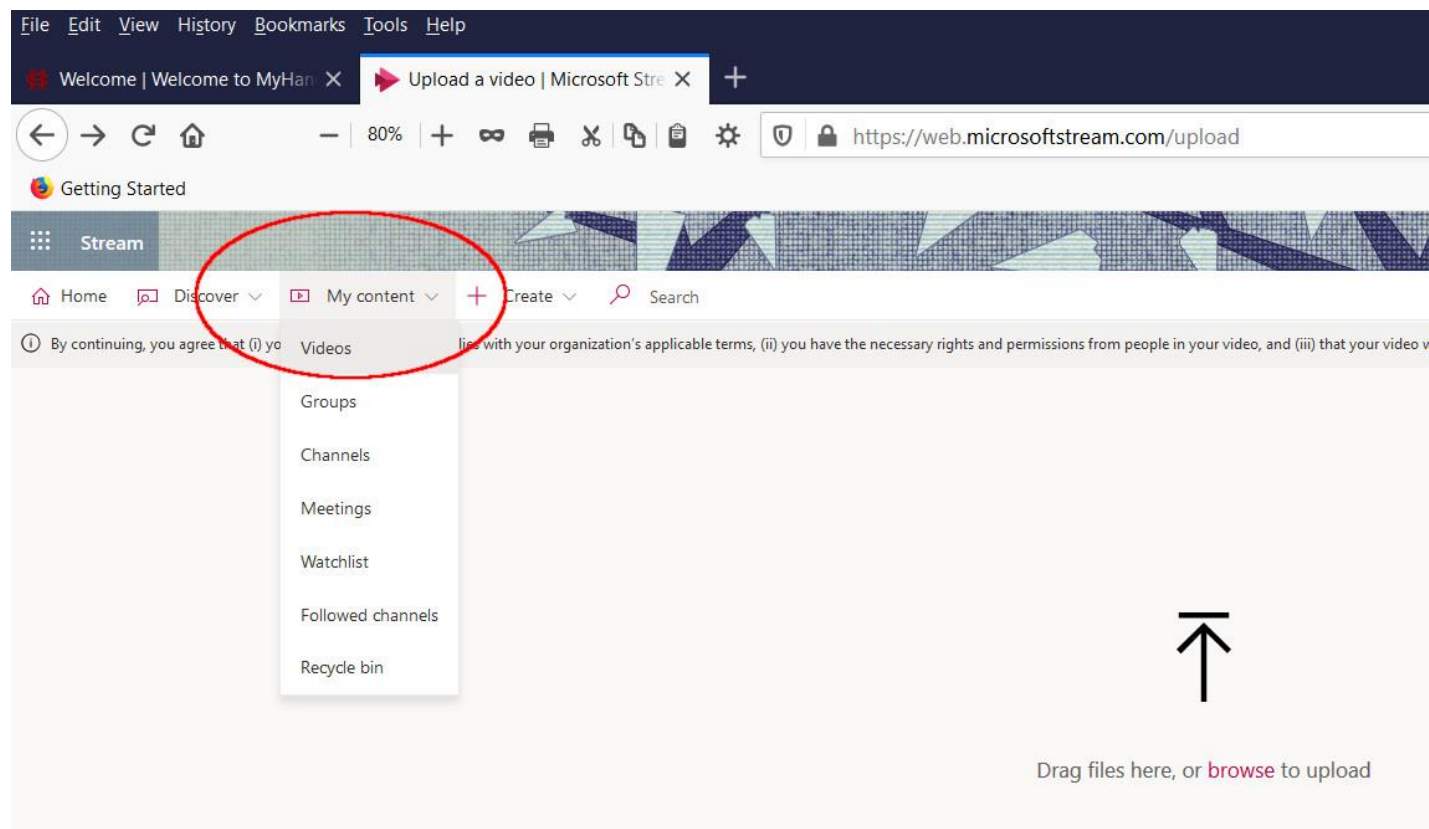 File Edit View History Bookmarks Tools Help
Welcome | Welcome to MyHan Upload a video | Microsoft Stre
80% https://web.microsoftstream.com/upload
Getting Started
Stream
Home Discover My content Create Search
By continuing, you agree that (i) yo lies with your organization's applicable terms, (ii) you have the necessary rights and permissions from people in your video, and (iii) that your video w
Videos
Groups
Channels
Meetings
Watchlist
Followed channels
Recycle bin
Drag files here, or browse to upload